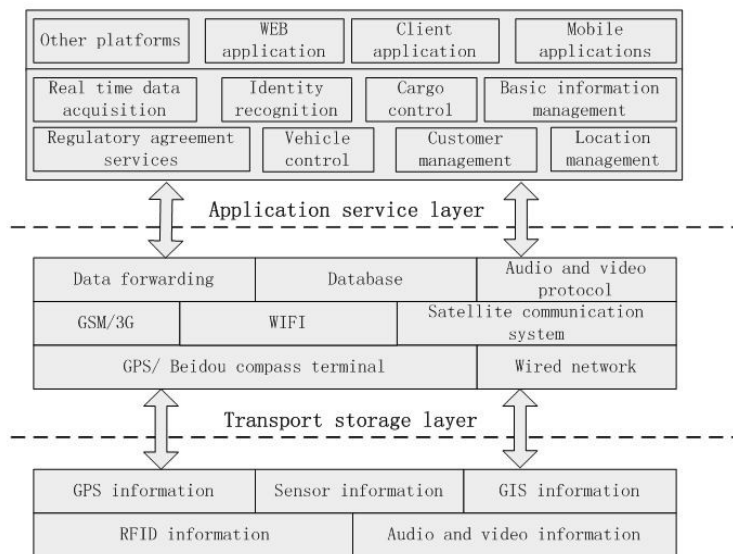 Other platforms
WEB
application
Client
application
Mobile
applications
Real time data
acquisition
Identity
recognition
Cargo
control
Basic information
management
Regulatory agreement
services
Vehicle
control
Customer
management
Location
management
Application service layer
Data forwarding
Database
Audio and video
protocol
GSM/3G
WIFI
Satellite communication
system
GPS/ Beidou compass terminal
Wired network
Transport storage layer
GPS information
Sensor information
GIS information
RFID information
Audio and video information